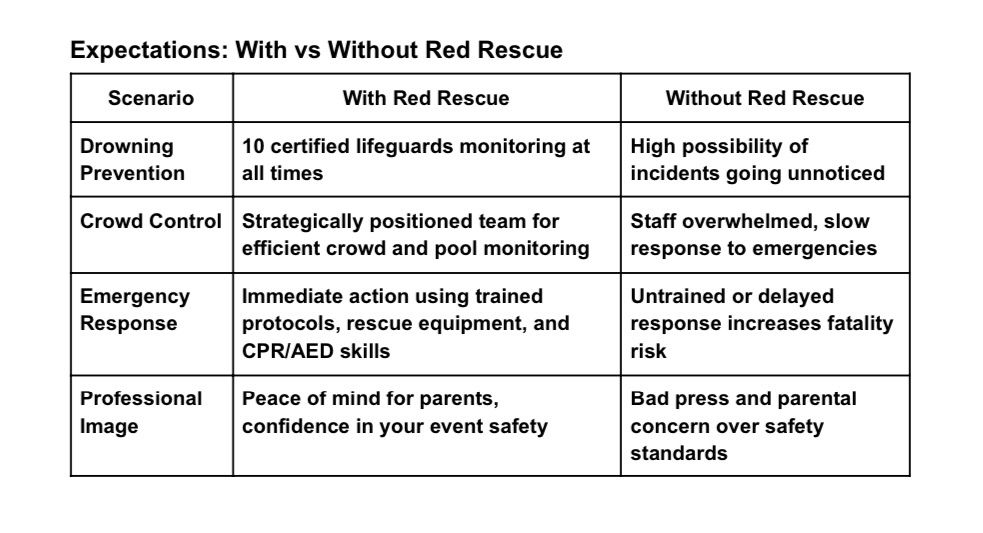 Expectations: With vs Without Red Rescue
Scenario
With Red Rescue
Without Red Rescue
Drowning
Prevention
10 certified lifeguards monitoring at
all times
High possibility of
incidents going unnoticed
Crowd Control
Strategically positioned team for
efficient crowd and pool monitoring
Staff overwhelmed, slow
response to emergencies
Emergency
Response
Immediate action using trained
protocols, rescue equipment, and
CPR/AED skills
Untrained or delayed
response increases fatality
risk
Professional
Image
Peace of mind for parents,
confidence in your event safety
Bad press and parental
concern over safety
standards